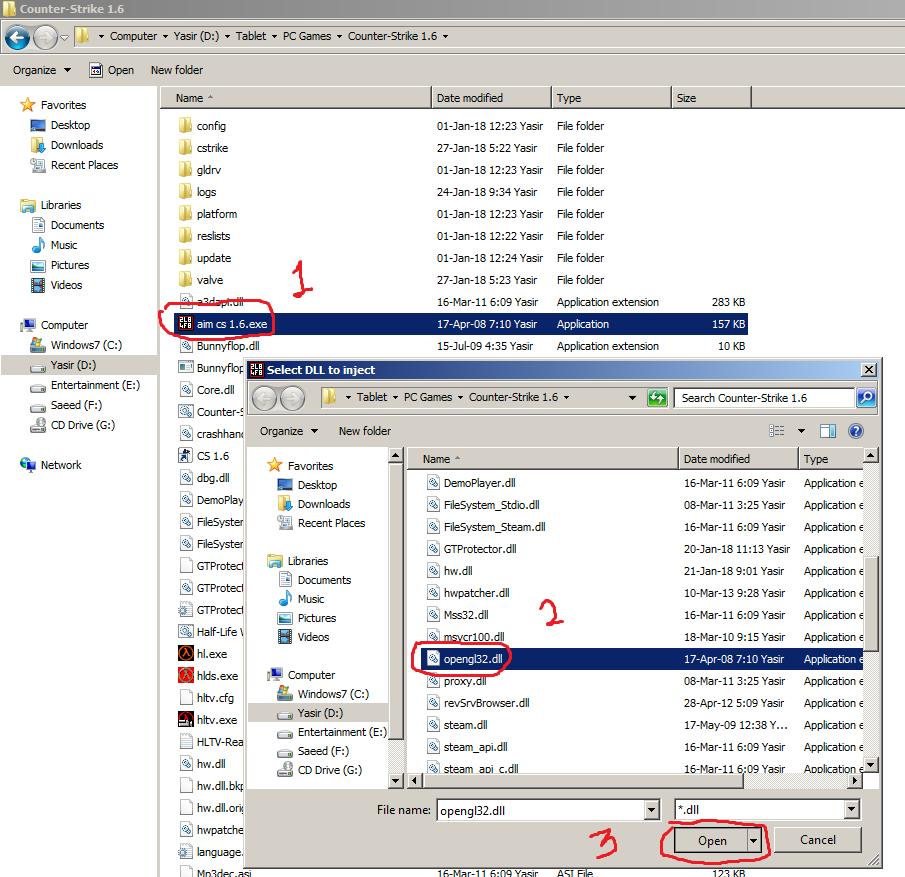 Counter-Strike 1.6
Computer Yasir (D:) Tablet PC Games Counter-Strike 1.6
Organize Open New folder
Name Date modified Type Size
Favorites
Desktop
Downloads
Recent Places
Libraries
Documents
Music
Pictures
Videos
Computer
Windows7 (C:)
Yasir (D:)
Entertainment (E:)
Saeed (F:)
CD Drive (G:)
Network
config 01-Jan-18 12:23 Yasir File folder
cstrike 27-Jan-18 5:22 Yasir File folder
gldrv 01-Jan-18 12:23 Yasir File folder
logs 24-Jan-18 9:34 Yasir File folder
platform 01-Jan-18 12:23 Yasir File folder
reslists 01-Jan-18 12:22 Yasir File folder
update 01-Jan-18 12:24 Yasir File folder
valve 27-Jan-18 5:23 Yasir File folder
1
a3dapi.dll 16-Mar-11 6:09 Yasir Application extension 283 KB
aim cs 1.6.exe 17-Apr-08 7:10 Yasir Application 157 KB
Bunnyflop.dll 15-Jul-09 4:35 Yasir Application extension 10 KB
Bunnyflop
Core.dll
Counter-S
crashhand
CS 1.6
dbg.dll
DemoPlay
FileSystem
FileSystem
GTProtect
GTProtect
GTProtect
Half-Life W
hl.exe
hlds.exe
hltv.cfg
hltv.exe
HLTV-Rea
hw.dll
hw.dll.bkp
hw.dll.orig
hwpatche
language.
Mp3dec.asi 16-Mar-11 6:09 Yasir ASI File 123 KB
Select DLL to inject
Tablet PC Games Counter-Strike 1.6 Search Counter-Strike 1.6
Organize New folder
Name Date modified Type
Favorites
Desktop
Downloads
Recent Places
Libraries
Documents
Music
Pictures
Videos
Computer
Windows7 (C:)
Yasir (D:)
Entertainment (E:)
Saeed (F:)
CD Drive (G:)
DemoPlayer.dll 16-Mar-11 6:09 Yasir Application e
FileSystem_Stdio.dll 08-Mar-11 3:25 Yasir Application e
FileSystem_Steam.dll 16-Mar-11 6:09 Yasir Application e
GTProtector.dll 20-Jan-18 11:13 Yasir Application e
hw.dll 21-Jan-18 9:01 Yasir Application e
hwpatcher.dll 10-Mar-13 9:28 Yasir Application e
Mss32.dll 16-Mar-11 6:09 Yasir Application e
2
msvcr100.dll 18-Mar-10 9:15 Yasir Application e
opengl32.dll 17-Apr-08 7:10 Yasir Application e
proxy.dll 08-Mar-11 3:25 Yasir Application e
revSrvBrowser.dll 28-Apr-12 5:09 Yasir Application e
steam.dll 17-May-09 12:38 Y... Application e
steam_api.dll 16-Mar-11 6:09 Yasir Application e
steam_api_c.dll 16-Mar-11 6:09 Yasir Application e
File name: opengl32.dll *.dll
3
Open Cancel